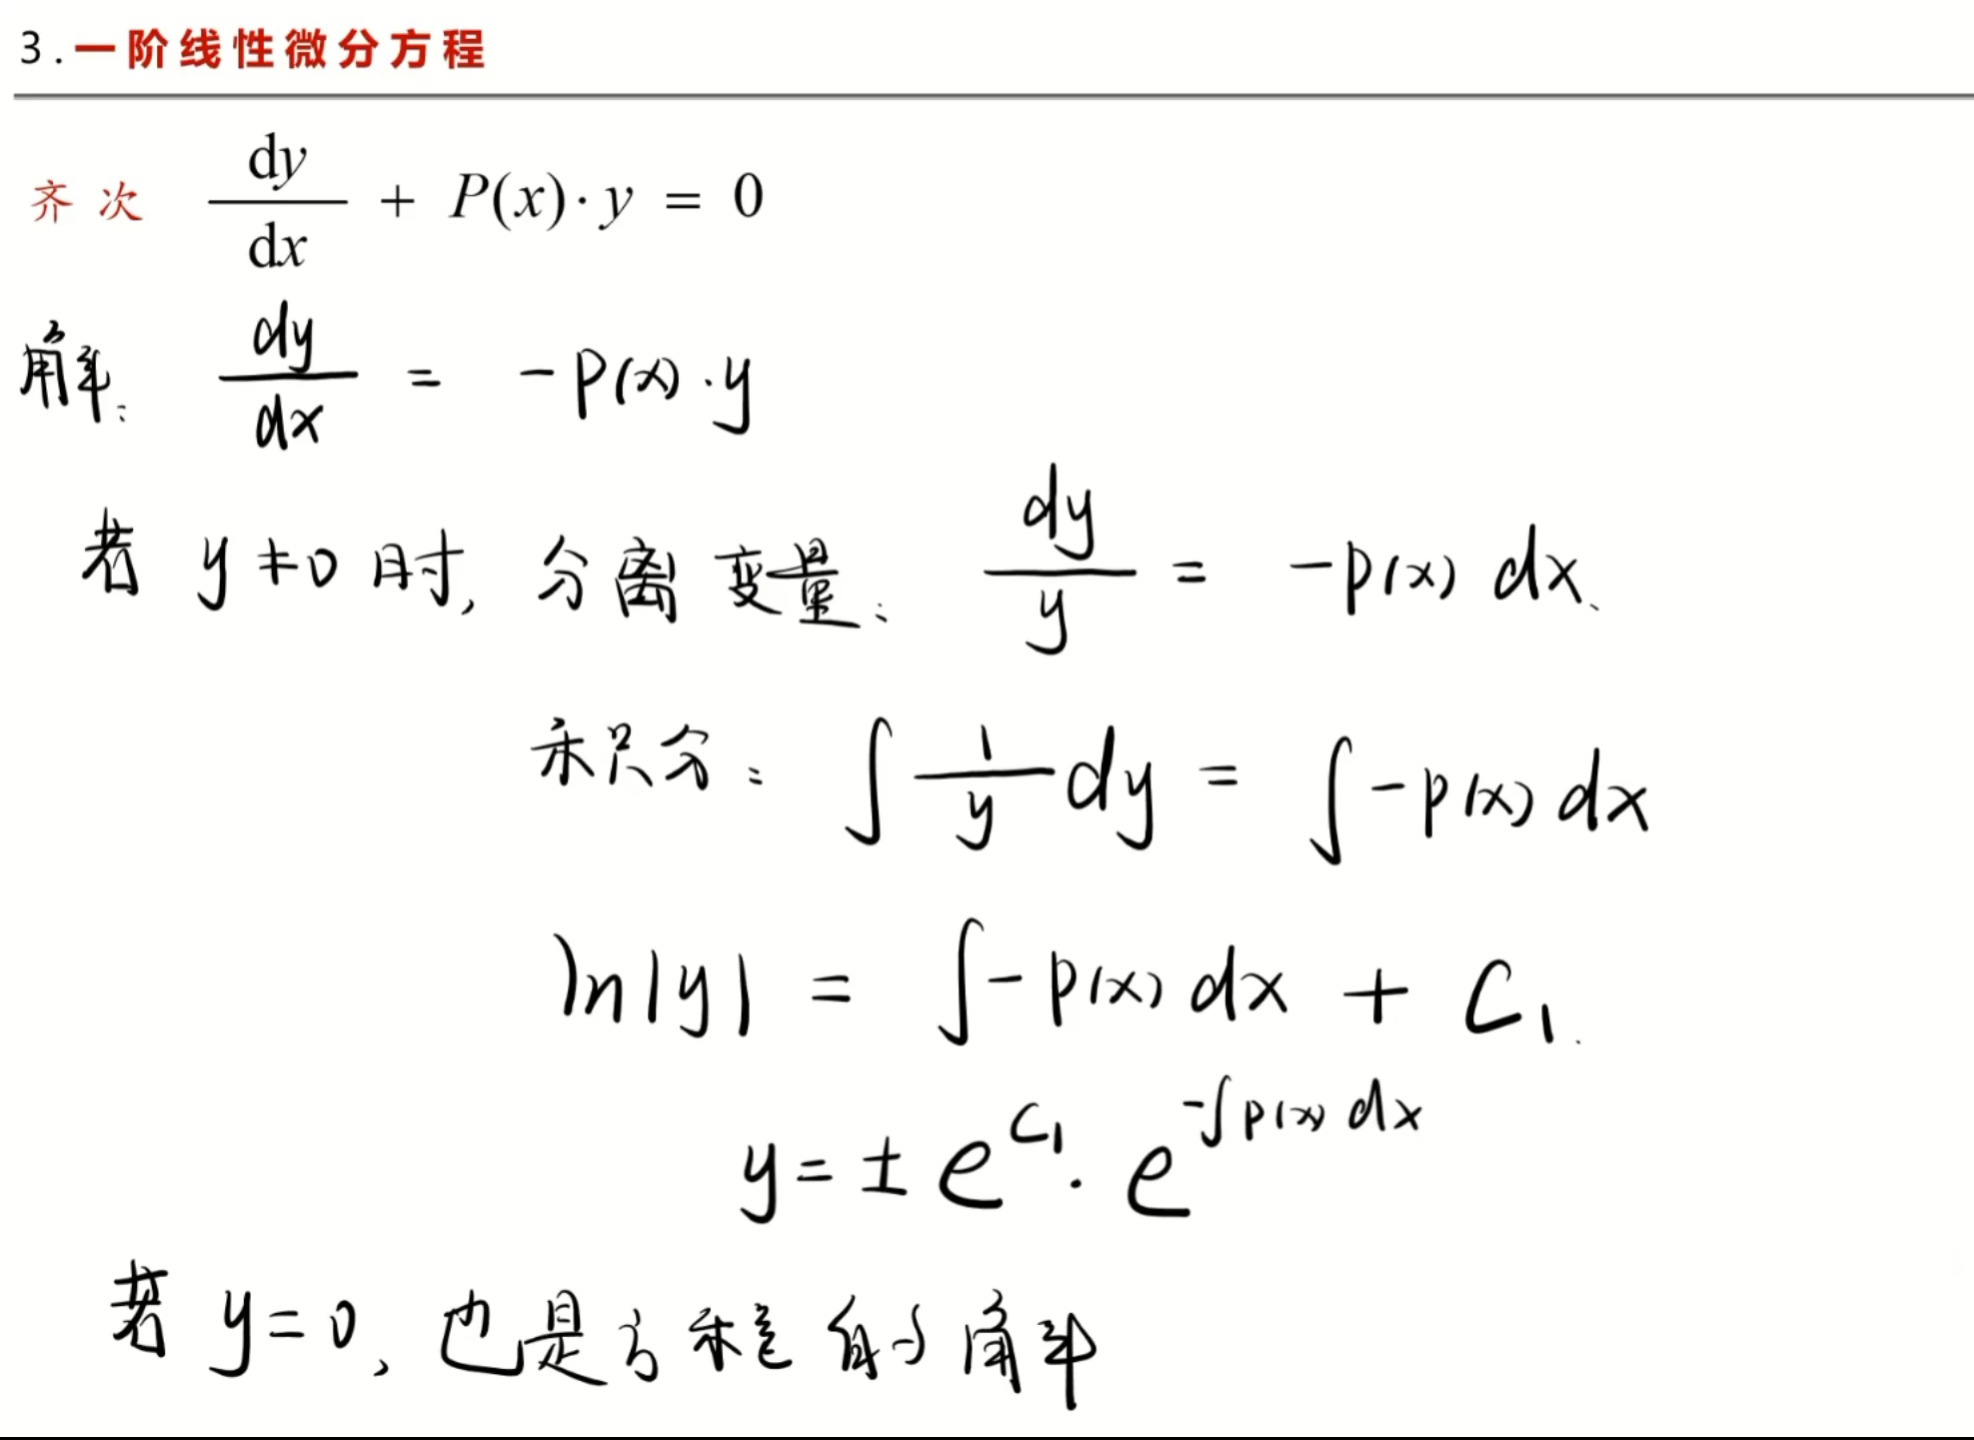 3.一阶线性微分方程
齐次 dy/dx + P(x)·y = 0
解: dy/dx = -P(x)·y
若 y≠0时, 分离变量: dy/y = -P(x) dx.
积分: ∫ 1/y dy = ∫-P(x) dx
ln|y| = ∫-P(x) dx + C₁.
y = ± e^{C₁} · e^{-∫P(x) dx}
若 y=0, 也是方程的解